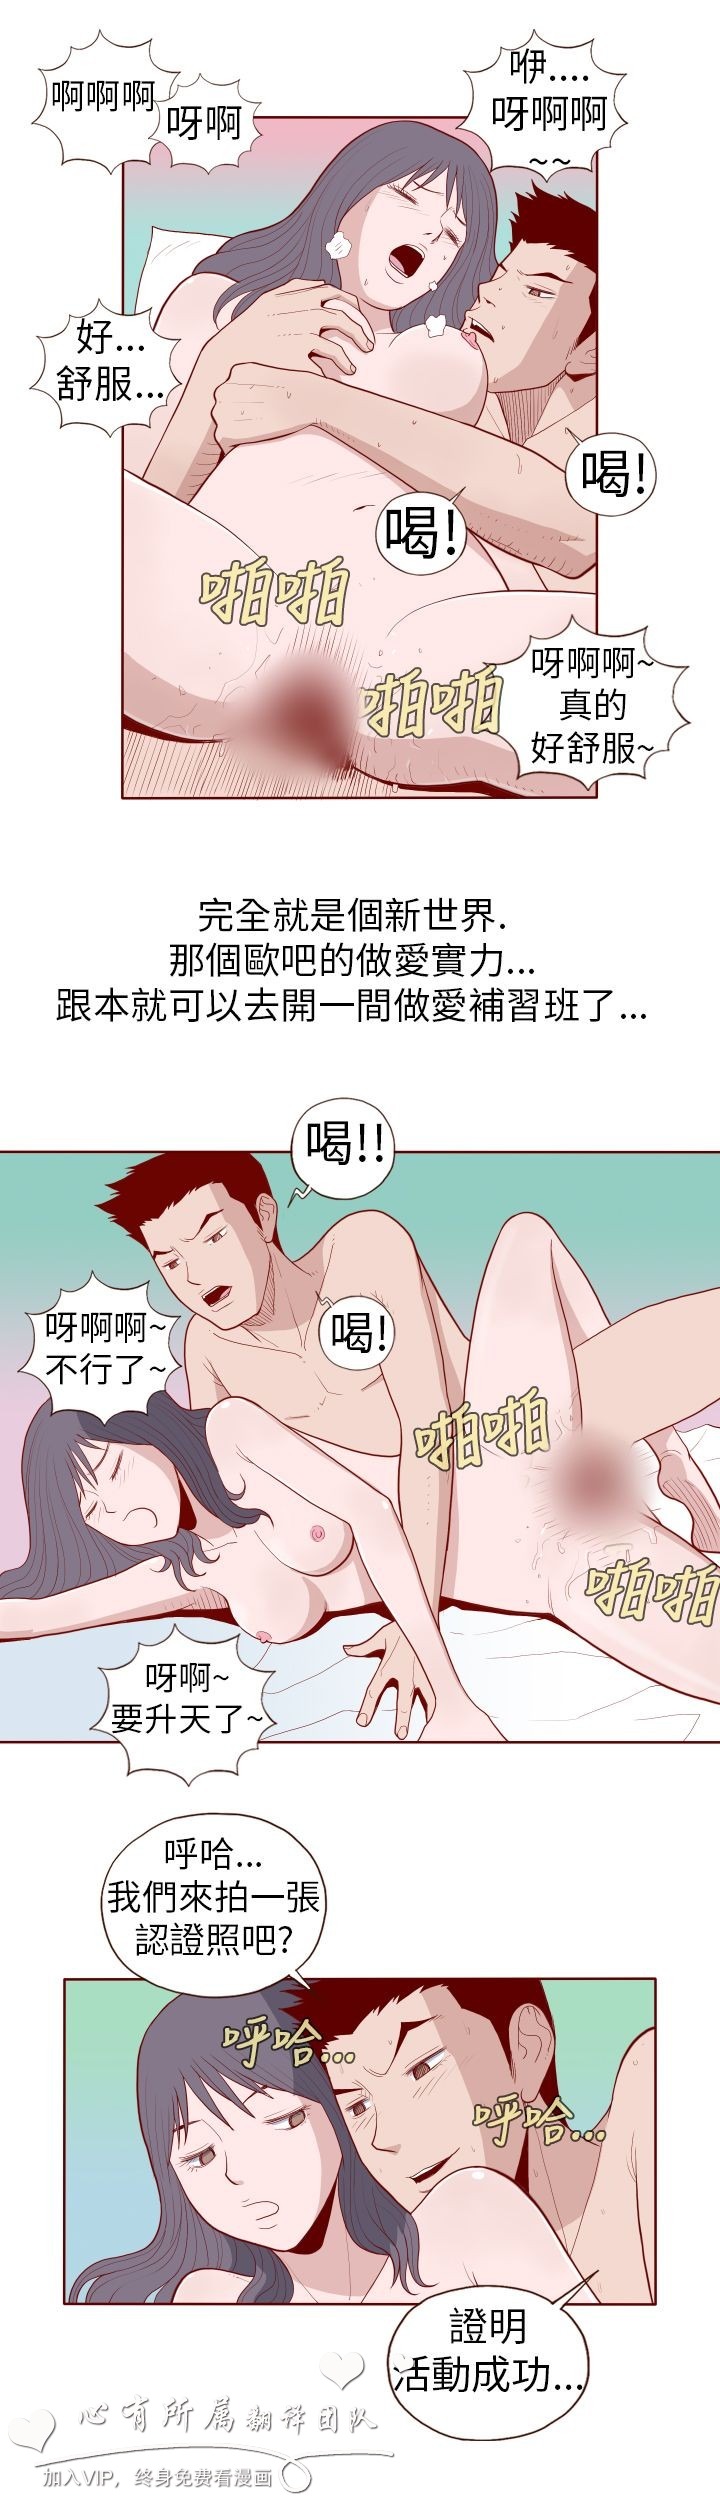 啊啊啊
呀啊
咿....
呀啊啊
~~
好...
舒服...
喝!
喝!
啪啪
啪啪
呀啊啊~
真的
好舒服~
完全就是個新世界.
那個歐吧的做愛實力...
跟本就可以去開一間做愛補習班了...
喝!!
喝!
呀啊啊~
不行了~
啪啪
啪啪
呀啊~
要升天了~
呼哈...
我們來拍一張
認證照吧?
呼哈...
呼哈...
證明
活動成功...
心有所属翻译团队
加入VIP，终身免费看漫画